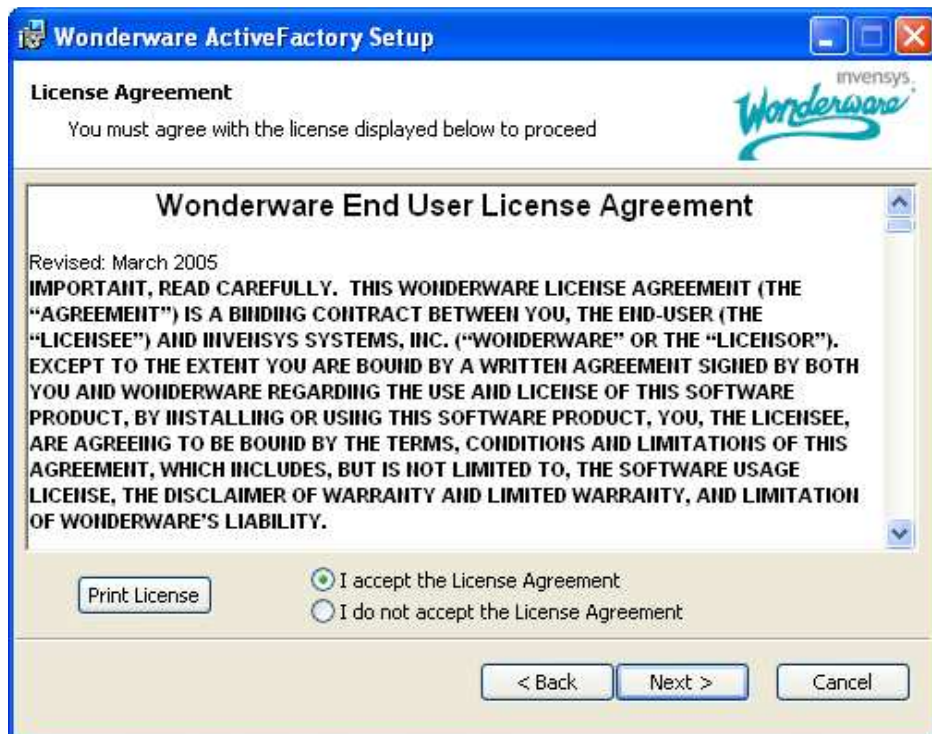 Wonderware ActiveFactory Setup
License Agreement
You must agree with the license displayed below to proceed
invensys.
Wonderware
Wonderware End User License Agreement
Revised: March 2005
IMPORTANT, READ CAREFULLY.  THIS WONDERWARE LICENSE AGREEMENT (THE
“AGREEMENT”) IS A BINDING CONTRACT BETWEEN YOU, THE END-USER (THE
“LICENSEE”) AND INVENSYS SYSTEMS, INC. (“WONDERWARE” OR THE “LICENSOR”).
EXCEPT TO THE EXTENT YOU ARE BOUND BY A WRITTEN AGREEMENT SIGNED BY BOTH
YOU AND WONDERWARE REGARDING THE USE AND LICENSE OF THIS SOFTWARE
PRODUCT, BY INSTALLING OR USING THIS SOFTWARE PRODUCT, YOU, THE LICENSEE,
ARE AGREEING TO BE BOUND BY THE TERMS, CONDITIONS AND LIMITATIONS OF THIS
AGREEMENT, WHICH INCLUDES, BUT IS NOT LIMITED TO, THE SOFTWARE USAGE
LICENSE, THE DISCLAIMER OF WARRANTY AND LIMITED WARRANTY, AND LIMITATION
OF WONDERWARE'S LIABILITY.
Print License
I accept the License Agreement
I do not accept the License Agreement
< Back
Next >
Cancel